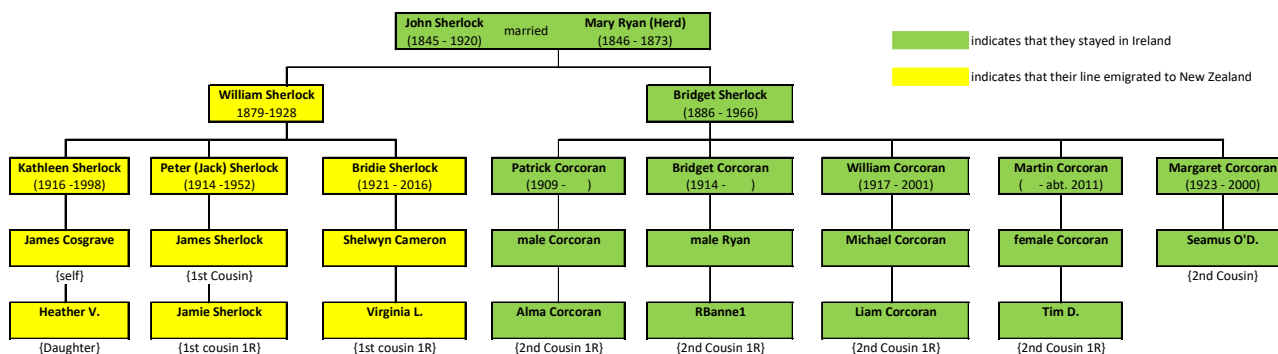 John Sherlock married Mary Ryan (Herd)
(1845 - 1920) (1846 - 1873)
indicates that they stayed in Ireland
indicates that their line emigrated to New Zealand
William Sherlock Bridget Sherlock
1879-1928 (1886 - 1966)
Kathleen Sherlock Peter (Jack) Sherlock Bridie Sherlock Patrick Corcoran Bridget Corcoran William Corcoran Martin Corcoran Margaret Corcoran
(1916 -1998) (1914 -1952) (1921 - 2016) (1909 - ) (1914 - ) (1917 - 2001) ( - abt. 2011) (1923 - 2000)
James Cosgrave James Sherlock Shelwyn Cameron male Corcoran male Ryan Michael Corcoran female Corcoran Seamus O'D.
{self} {1st Cousin} {2nd Cousin}
Heather V. Jamie Sherlock Virginia L. Alma Corcoran RBanne1 Liam Corcoran Tim D.
{Daughter} {1st cousin 1R} {1st cousin 1R} {2nd Cousin 1R} {2nd Cousin 1R} {2nd Cousin 1R} {2nd Cousin 1R}